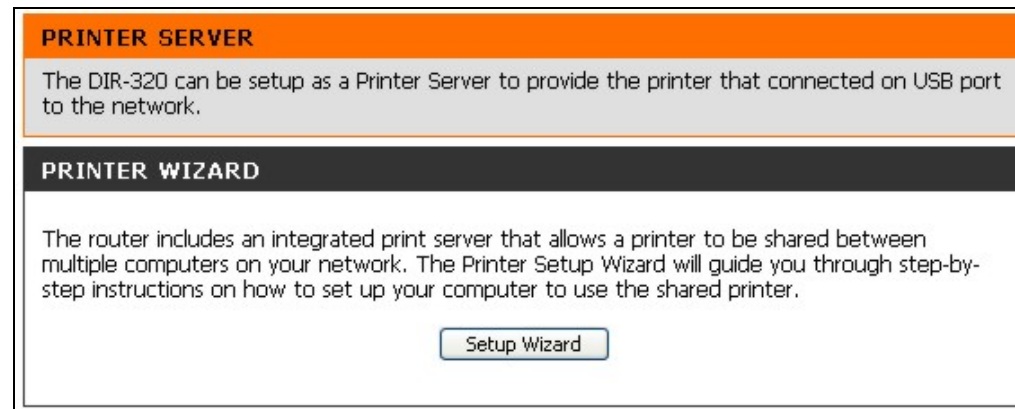 PRINTER SERVER
The DIR-320 can be setup as a Printer Server to provide the printer that connected on USB port
to the network.
PRINTER WIZARD
The router includes an integrated print server that allows a printer to be shared between
multiple computers on your network. The Printer Setup Wizard will guide you through step-by-
step instructions on how to set up your computer to use the shared printer.
Setup Wizard